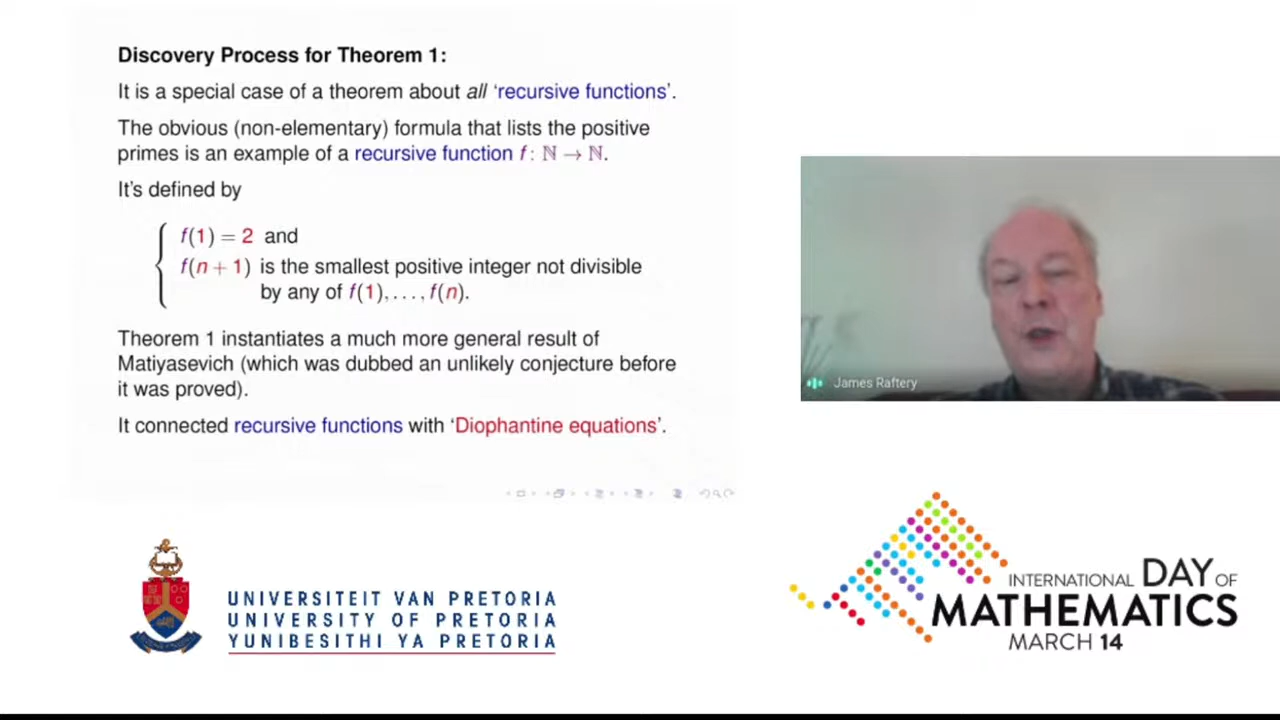 Discovery Process for Theorem 1:
It is a special case of a theorem about all ‘recursive functions’.
The obvious (non-elementary) formula that lists the positive
primes is an example of a recursive function f: ℕ → ℕ.
It's defined by
f(1) = 2 and
f(n + 1) is the smallest positive integer not divisible
by any of f(1), . . . , f(n).
Theorem 1 instantiates a much more general result of
Matiyasevich (which was dubbed an unlikely conjecture before
it was proved).
It connected recursive functions with ‘Diophantine equations’.
James Raftery
UNIVERSITEIT VAN PRETORIA
UNIVERSITY OF PRETORIA
YUNIBESITHI YA PRETORIA
INTERNATIONAL DAY OF
MATHEMATICS
MARCH 14